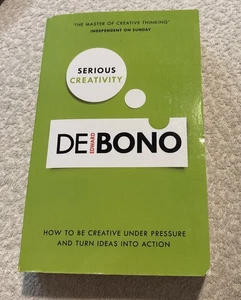 'THE MASTER OF CREATIVE THINKING'
INDEPENDENT ON SUNDAY
SERIOUS
CREATIVITY
DE EDWARD BONO
HOW TO BE CREATIVE UNDER PRESSURE
AND TURN IDEAS INTO ACTION